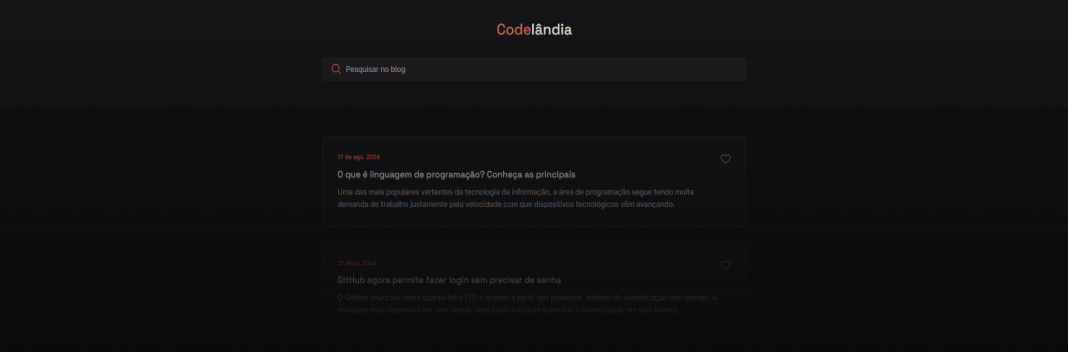 Codelândia
Pesquisar no blog
17 de ago, 2024
O que é linguagem de programação? Conheça as principais
Uma das mais populares vertentes da tecnologia da informação, a área de programação segue tendo muita
demanda de trabalho justamente pela velocidade com que dispositivos tecnológicos vêm avançando.
12 de jul, 2024
GitHub agora permite fazer login sem precisar de senha
O GitHub anunciou nesta quarta-feira (12) o acesso a partir das passkeys, método de autenticação sem senhas. A
novidade está disponível em uma versão beta pública e pode substituir a autenticação em dois fatores.